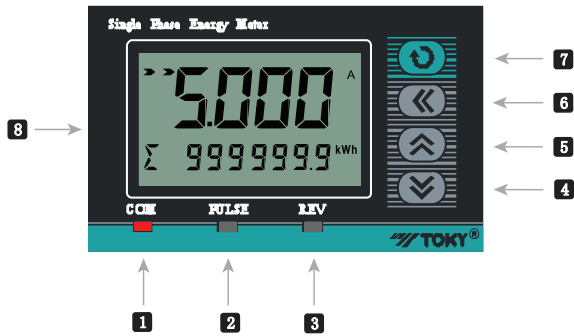 Single Phase Energy Meter
5.000 A
Σ 999999.9 kWh
COM PULSE REV
TOKY®
7
6
5
4
8
1 2 3